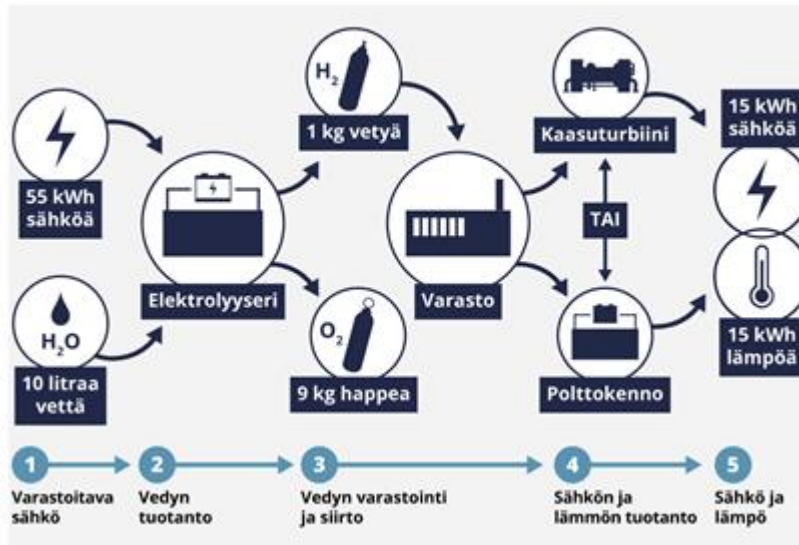 55 kWh
sähköä
H₂O
10 litraa
vettä
Elektrolyyseri
H₂
1 kg vetyä
O₂
9 kg happea
Varasto
Kaasuturbiini
TAI
Polttokenno
15 kWh
sähköä
15 kWh
lämpöä
1
Varastoitava
sähkö
2
Vedyn
tuotanto
3
Vedyn varastointi
ja siirto
4
Sähkön ja
lämmön tuotanto
5
Sähkö ja
lämpö